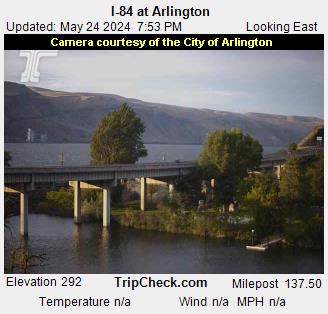 I-84 at Arlington
Updated: May 24 2024 7:53 PM Looking East
Camera courtesy of the City of Arlington
Elevation 292 TripCheck.com Milepost 137.50
Temperature n/a Wind n/a MPH n/a